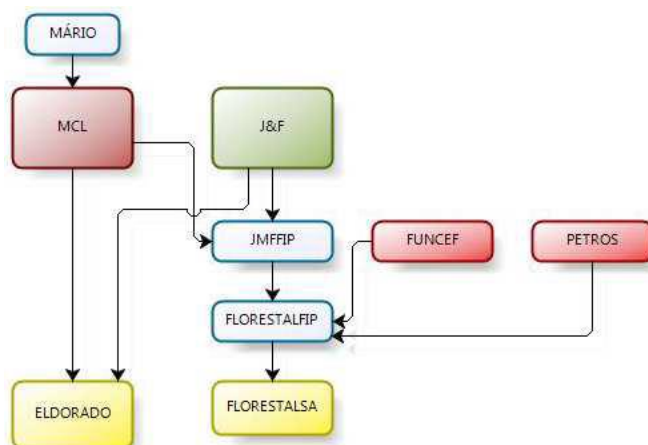 MÁRIO
MCL
J&F
JMFFIP
FUNCEF
PETROS
FLORESTALFIP
ELDORADO
FLORESTALSA